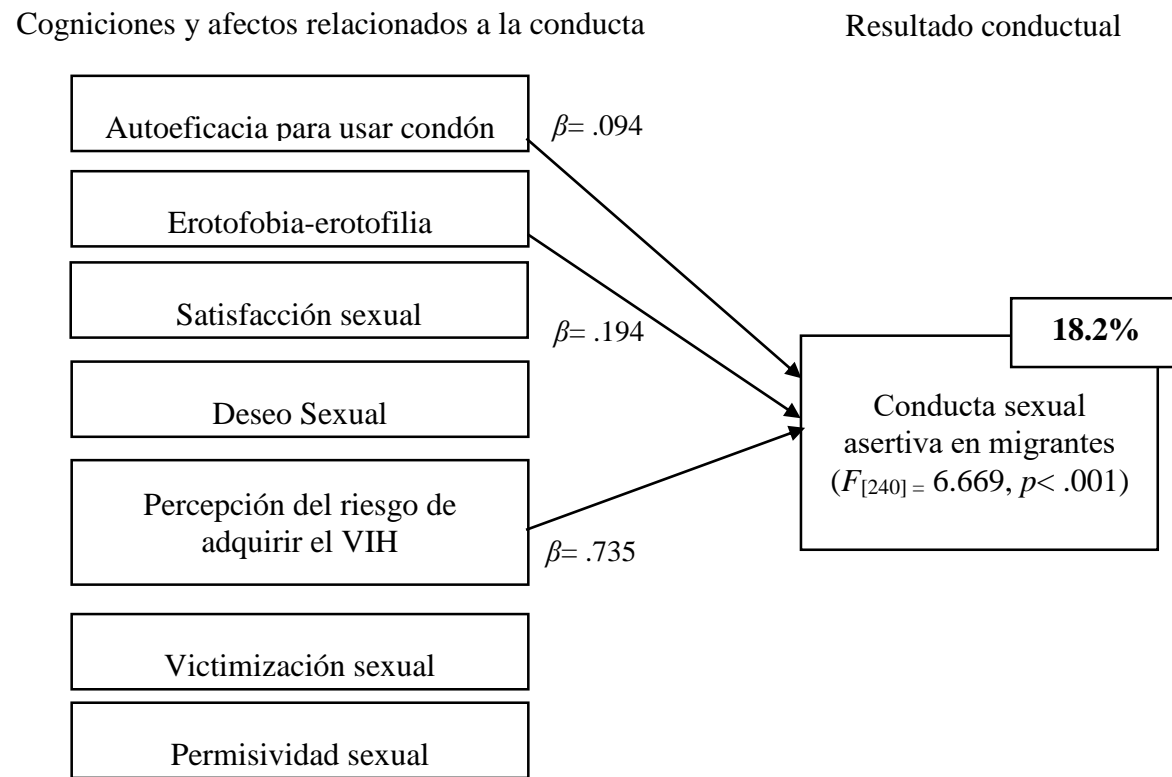 Cogniciones y afectos relacionados a la conducta
Resultado conductual
Autoeficacia para usar condón
β= .094
Erotofobia-erotofilia
Satisfacción sexual
β= .194
18.2%
Deseo Sexual
Conducta sexual
asertiva en migrantes
(F[240] = 6.669, p< .001)
Percepción del riesgo de
adquirir el VIH
β= .735
Victimización sexual
Permisividad sexual